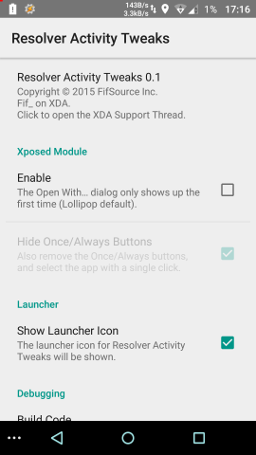 143B/s
3.3kB/s
1% 17:16
Resolver Activity Tweaks
Resolver Activity Tweaks 0.1
Copyright © 2015 FifSource Inc.
Fif_ on XDA.
Click to open the XDA Support Thread.
Xposed Module
Enable
The Open With... dialog only shows up the
first time (Lollipop default).
Hide Once/Always Buttons
Also remove the Once/Always buttons,
and select the app with a single click.
Launcher
Show Launcher Icon
The launcher icon for Resolver Activity
Tweaks will be shown.
Debugging
Build Code